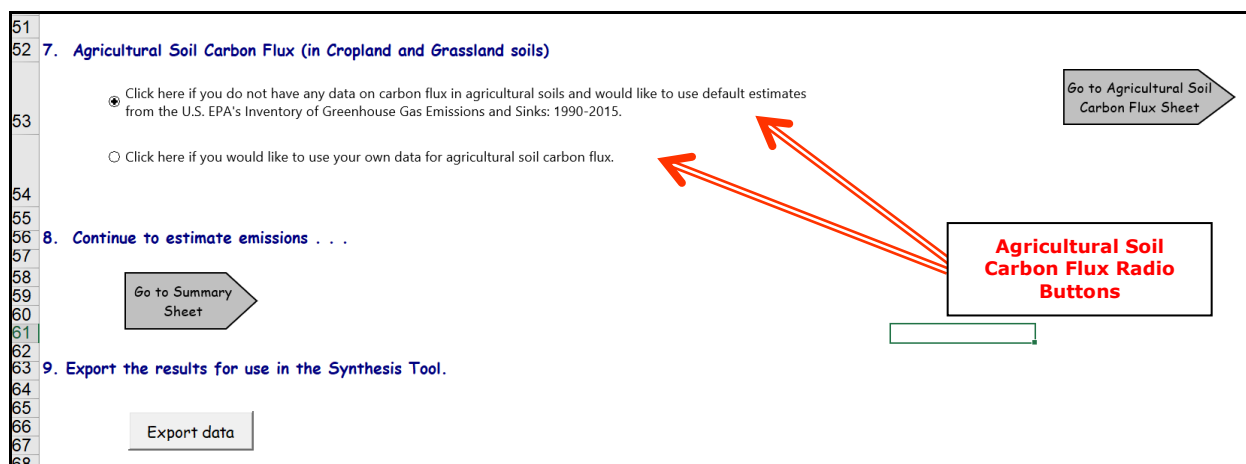 51
52 7. Agricultural Soil Carbon Flux (in Cropland and Grassland soils)
Click here if you do not have any data on carbon flux in agricultural soils and would like to use default estimates
from the U.S. EPA's Inventory of Greenhouse Gas Emissions and Sinks: 1990-2015.
Go to Agricultural Soil
Carbon Flux Sheet
53
Click here if you would like to use your own data for agricultural soil carbon flux.
54
55
56 8. Continue to estimate emissions . . .
57
Agricultural Soil
Carbon Flux Radio
Buttons
58
59
Go to Summary
Sheet
60
61
62
63 9. Export the results for use in the Synthesis Tool.
64
65
66
Export data
67
68